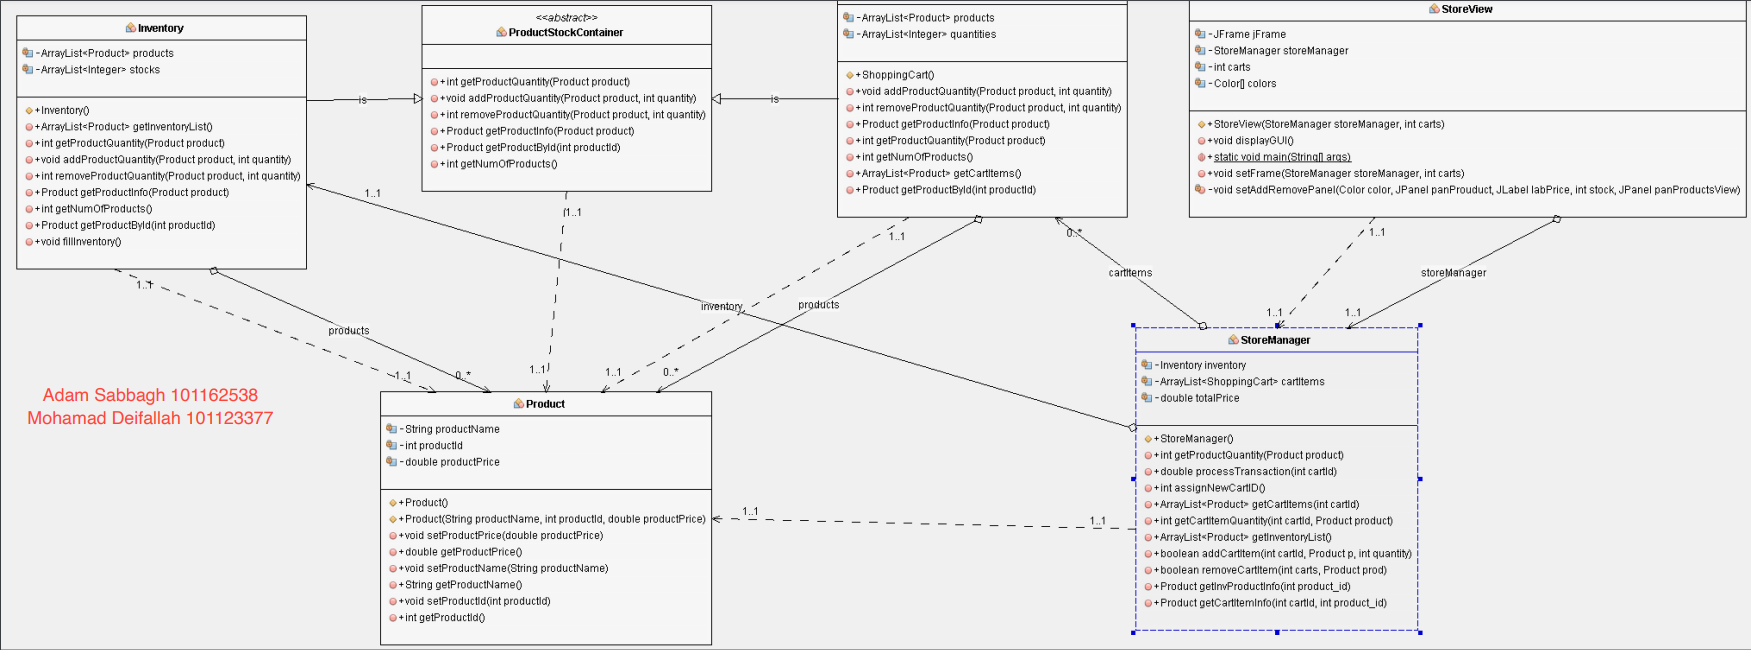 Inventory
-ArrayList<Product> products
-ArrayList<Integer> stocks
+Inventory()
+ArrayList<Product> getInventoryList()
+int getProductQuantity(Product product)
+void addProductQuantity(Product product, int quantity)
+int removeProductQuantity(Product product, int quantity)
+Product getProductInfo(Product product)
+int getNumOfProducts()
+Product getProductById(int productId)
+void fillInventory()
is
<<abstract>>
ProductStockContainer
+int getProductQuantity(Product product)
+void addProductQuantity(Product product, int quantity)
+int removeProductQuantity(Product product, int quantity)
+Product getProductInfo(Product product)
+Product getProductById(int productId)
+int getNumOfProducts()
is
-ArrayList<Product> products
-ArrayList<Integer> quantities
+ShoppingCart()
+void addProductQuantity(Product product, int quantity)
+int removeProductQuantity(Product product, int quantity)
+Product getProductInfo(Product product)
+int getProductQuantity(Product product)
+int getNumOfProducts()
+ArrayList<Product> getCartItems()
+Product getProductById(int productId)
StoreView
-JFrame jFrame
-StoreManager storeManager
-int carts
-Color[] colors
+StoreView(StoreManager storeManager, int carts)
+void displayGUI()
+static void main(String[] args)
+void setFrame(StoreManager storeManager, int carts)
-void setAddRemovePanel(Color color, JPanel panProuduct, JLabel labPrice, int stock, JPanel panProductsView)
1..1
1..1
1..1
0..*
1..1
1..1
cartItems
storeManager
inventory
products
products
1..1
1..1
1..1
0..*
1..1
1..1
0..*
Adam Sabbagh 101162538
Mohamad Deifallah 101123377
Product
-String productName
-int productId
-double productPrice
+Product()
+Product(String productName, int productId, double productPrice)
+void setProductPrice(double productPrice)
+double getProductPrice()
+void setProductName(String productName)
+String getProductName()
+void setProductId(int productId)
+int getProductId()
1..1
1..1
StoreManager
-Inventory inventory
-ArrayList<ShoppingCart> cartItems
-double totalPrice
+StoreManager()
+int getProductQuantity(Product product)
+double processTransaction(int cartId)
+int assignNewCartID()
+ArrayList<Product> getCartItems(int cartId)
+int getCartItemQuantity(int cartId, Product product)
+ArrayList<Product> getInventoryList()
+boolean addCartItem(int cartId, Product p, int quantity)
+boolean removeCartItem(int carts, Product prod)
+Product getInvProductInfo(int product_id)
+Product getCartItemInfo(int cartId, int product_id)